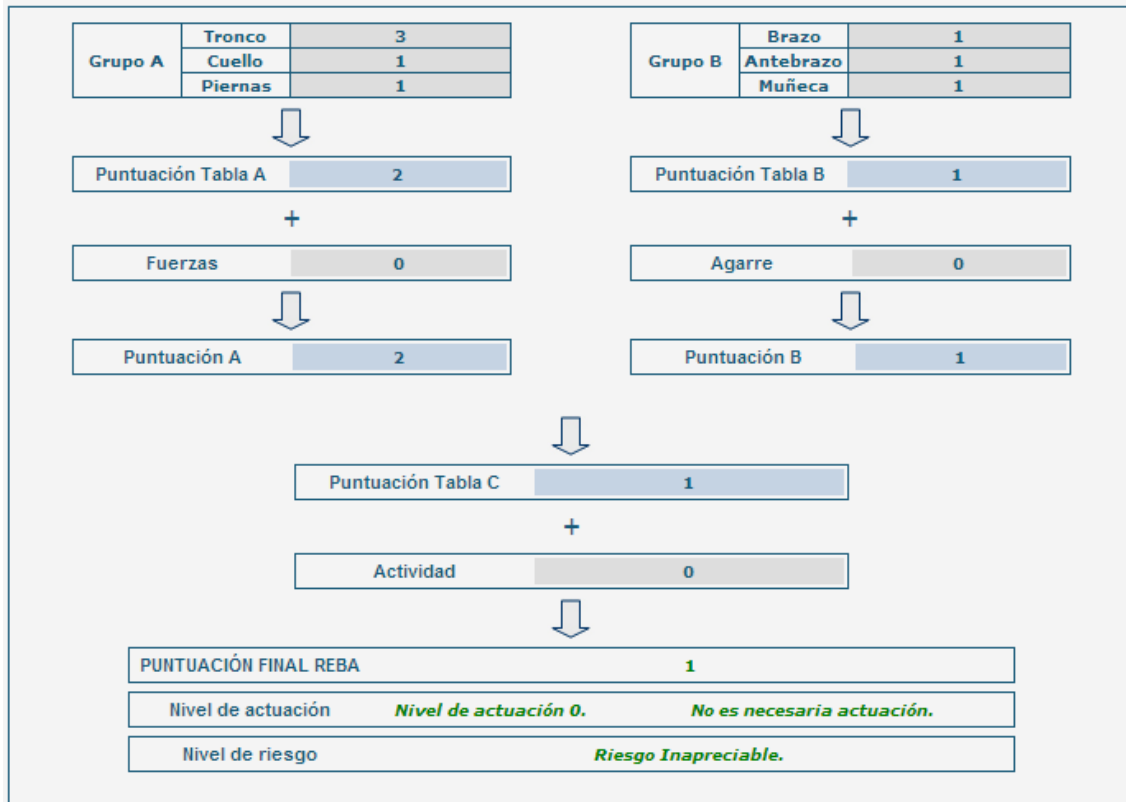 Grupo A
Tronco 3
Cuello 1
Piernas 1
Grupo B
Brazo 1
Antebrazo 1
Muñeca 1
Puntuación Tabla A 2
Puntuación Tabla B 1
+
+
Fuerzas 0
Agarre 0
Puntuación A 2
Puntuación B 1
Puntuación Tabla C 1
+
Actividad 0
PUNTUACIÓN FINAL REBA 1
Nivel de actuación Nivel de actuación 0. No es necesaria actuación.
Nivel de riesgo Riesgo Inapreciable.